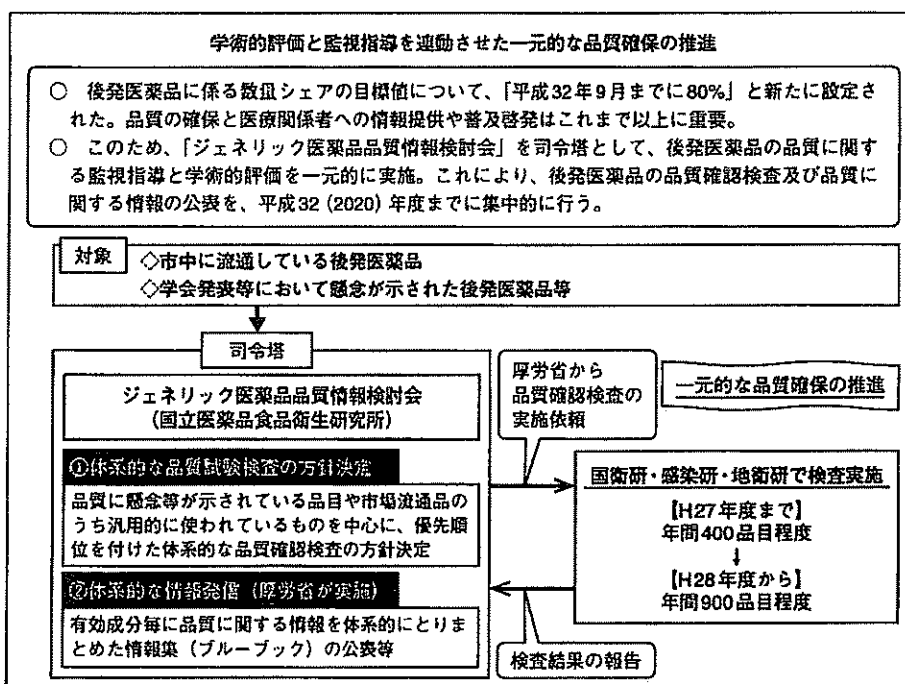 学術的評価と監視指導を連動させた一元的な品質確保の推進
○　後発医薬品に係る数量シェアの目標値について、「平成32年9月までに80%」と新たに設定さ
れた。品質の確保と医療関係者への情報提供や普及啓発はこれまで以上に重要。
○　このため、「ジェネリック医薬品品質情報検討会」を司令塔として、後発医薬品の品質に関す
る監視指導と学術的評価を一元的に実施。これにより、後発医薬品の品質確認検査及び品質に
関する情報の公表を、平成32（2020）年度までに集中的に行う。
対象
◇市中に流通している後発医薬品
◇学会発表等において懸念が示された後発医薬品等
司令塔
ジェネリック医薬品品質情報検討会
（国立医薬品食品衛生研究所）
①体系的な品質試験検査の方針決定
品質に懸念等が示されている品目や市場流通品の
うち汎用的に使われているものを中心に、優先順
位を付けた体系的な品質確認検査の方針決定
②体系的な情報発信（厚労省が実施）
有効成分毎に品質に関する情報を体系的にとりま
とめた情報集（ブルーブック）の公表等
厚労省から
品質確認検査の
実施依頼
一元的な品質確保の推進
国衛研・感染研・地衛研で検査実施
【H27年度まで】
年間400品目程度
↓
【H28年度から】
年間900品目程度
検査結果の報告